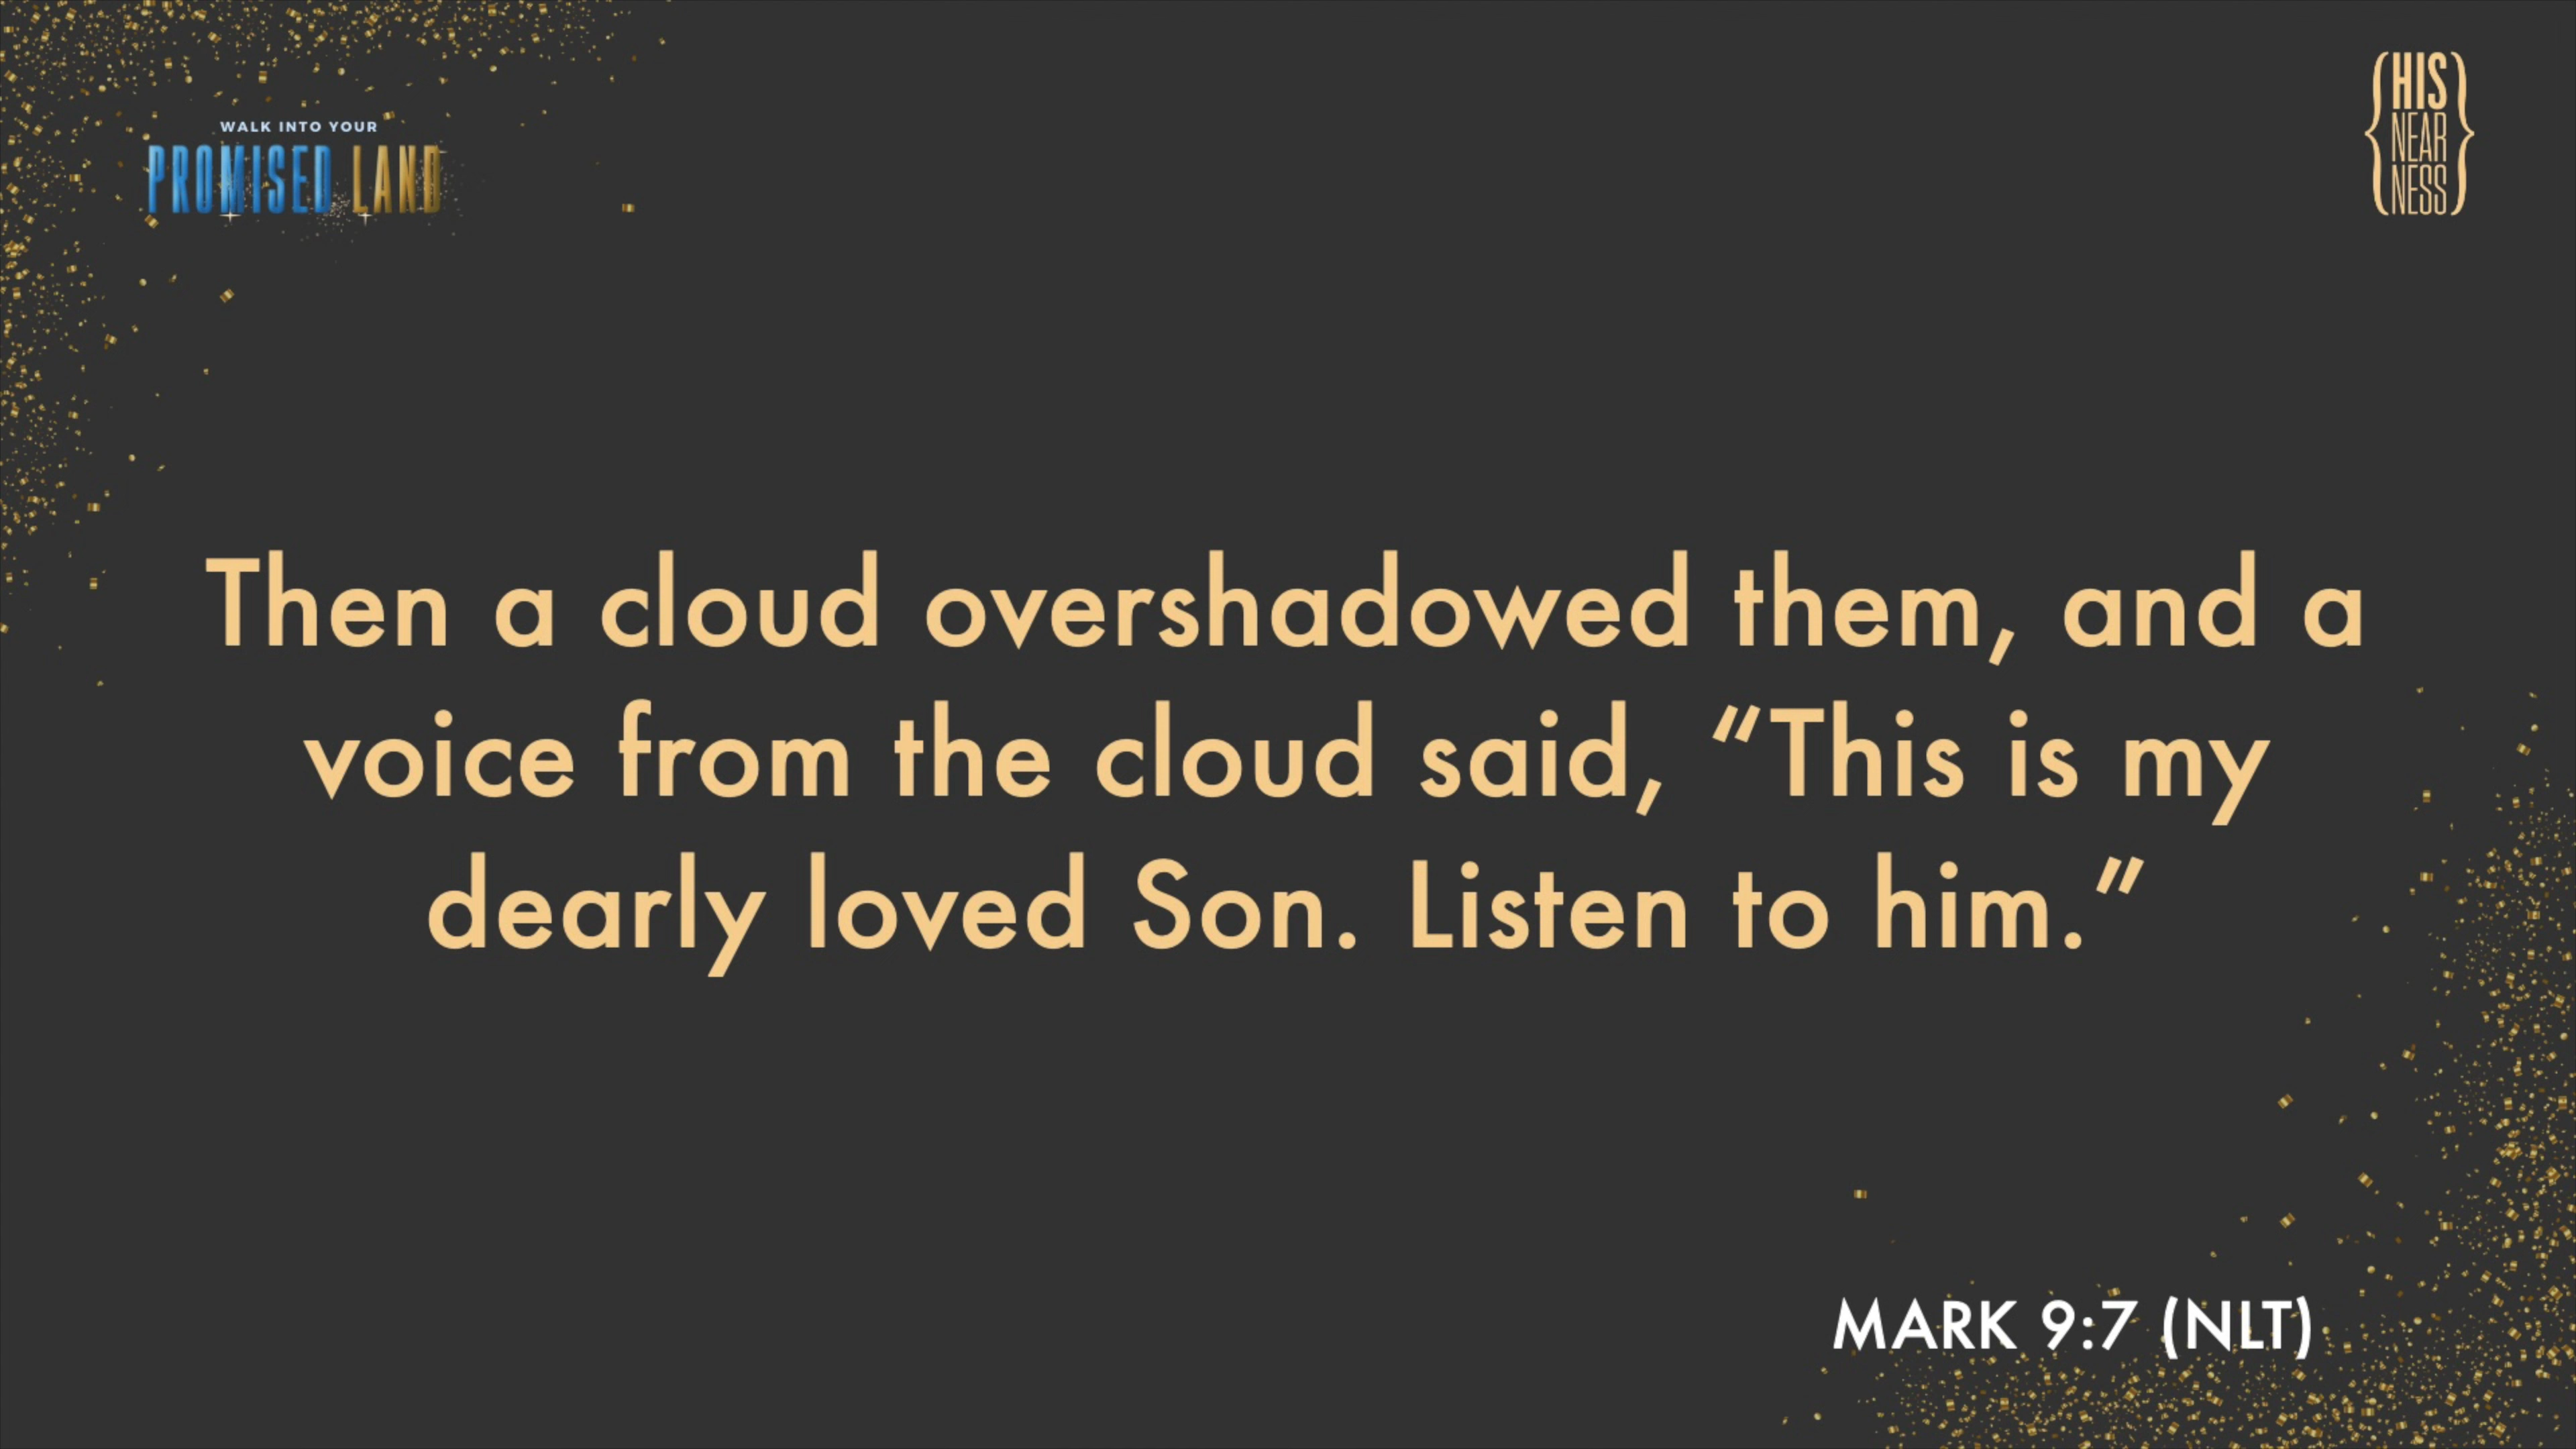 WALK INTO YOUR
PROMISED LAND
{HIS
NEAR
NESS}
Then a cloud overshadowed them, and a
voice from the cloud said, “This is my
dearly loved Son. Listen to him.”
MARK 9:7 (NLT)